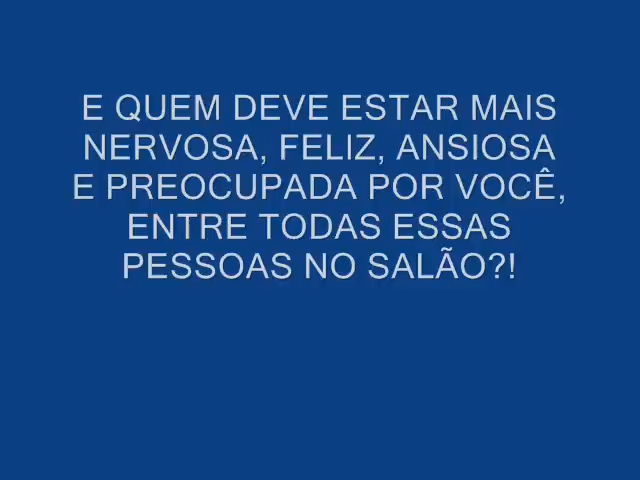 E QUEM DEVE ESTAR MAIS
NERVOSA, FELIZ, ANSIOSA
E PREOCUPADA POR VOCÊ,
ENTRE TODAS ESSAS
PESSOAS NO SALÃO?!